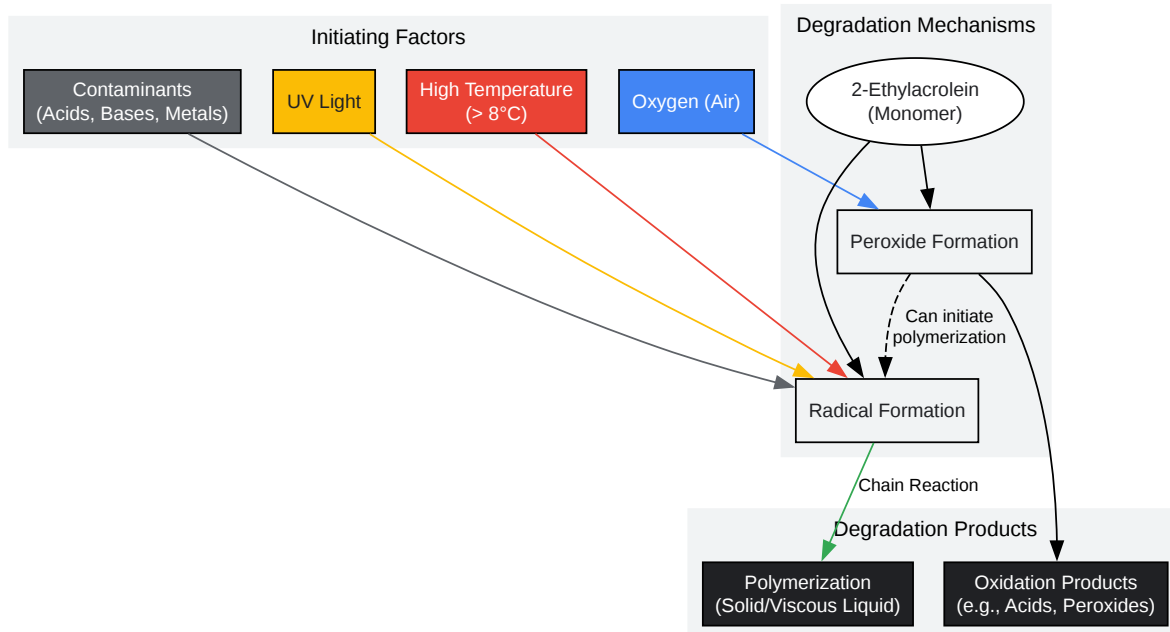 Initiating Factors
Contaminants
(Acids, Bases, Metals)
UV Light
High Temperature
(> 8°C)
Oxygen (Air)
Degradation Mechanisms
2-Ethylacrolein
(Monomer)
Peroxide Formation
Can initiate
polymerization
Radical Formation
Chain Reaction
Degradation Products
Polymerization
(Solid/Viscous Liquid)
Oxidation Products
(e.g., Acids, Peroxides)